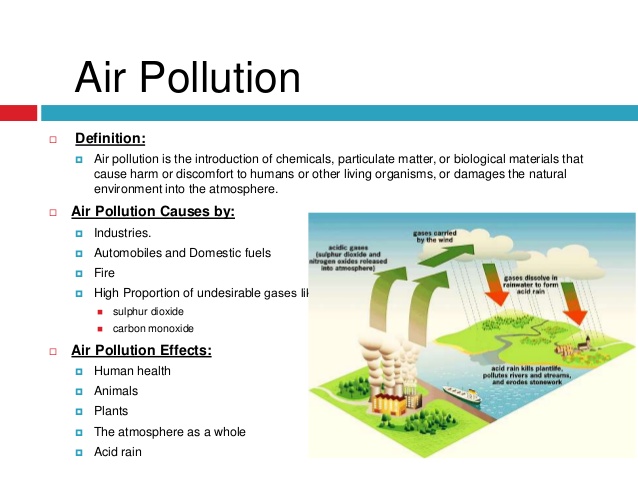 Air Pollution
Definition:
Air pollution is the introduction of chemicals, particulate matter, or biological materials that
cause harm or discomfort to humans or other living organisms, or damages the natural
environment into the atmosphere.
Air Pollution Causes by:
Industries.
Automobiles and Domestic fuels
Fire
High Proportion of undesirable gases
sulphur dioxide
carbon monoxide
Air Pollution Effects:
Human health
Animals
Plants
The atmosphere as a whole
Acid rain
acidic gases
(sulphur dioxide and
nitrogen oxides released
into atmosphere)
gases carried
by the wind
gases dissolve in
rainwater to form
acid rain
acid rain kills plantlife,
pollutes rivers and streams,
and erodes stonework